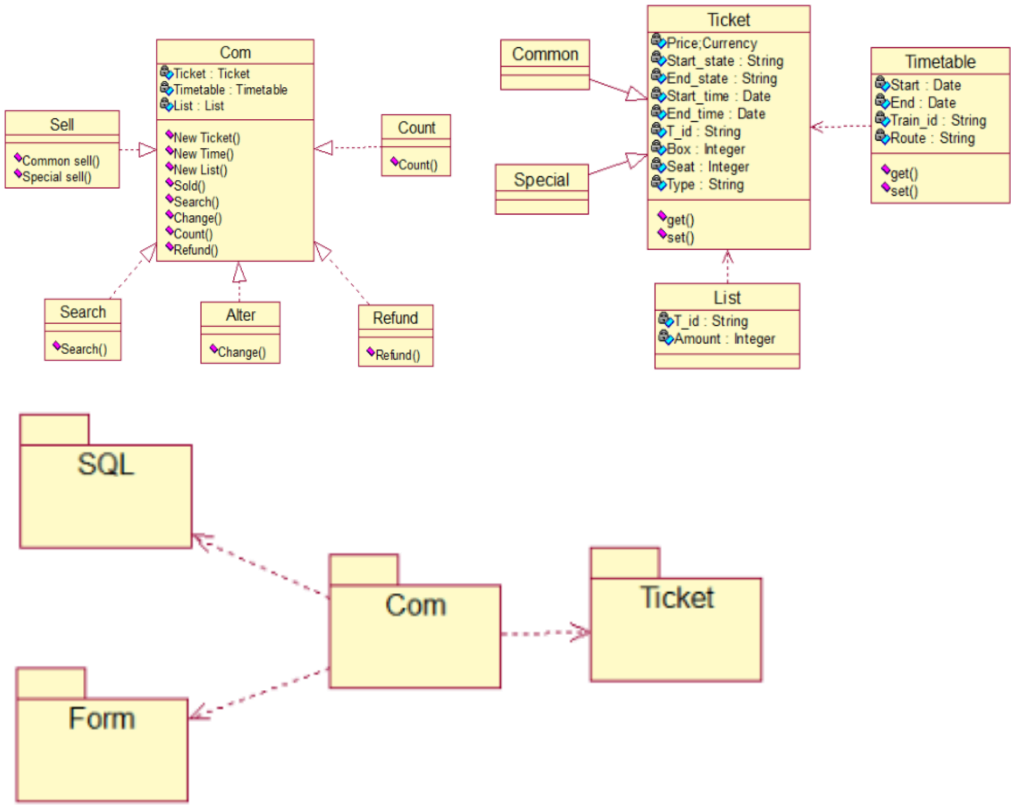 Com
Ticket : Ticket
Timetable : Timetable
List : List
New Ticket()
New Time()
New List()
Sold()
Search()
Change()
Count()
Refund()
Sell
Common sell()
Special sell()
Count
Count()
Search
Search()
Alter
Change()
Refund
Refund()
Common
Special
Ticket
Price;Currency
Start_state : String
End_state : String
Start_time : Date
End_time : Date
T_id : String
Box : Integer
Seat : Integer
Type : String
get()
set()
Timetable
Start : Date
End : Date
Train_id : String
Route : String
get()
set()
List
T_id : String
Amount : Integer
SQL
Com
Ticket
Form